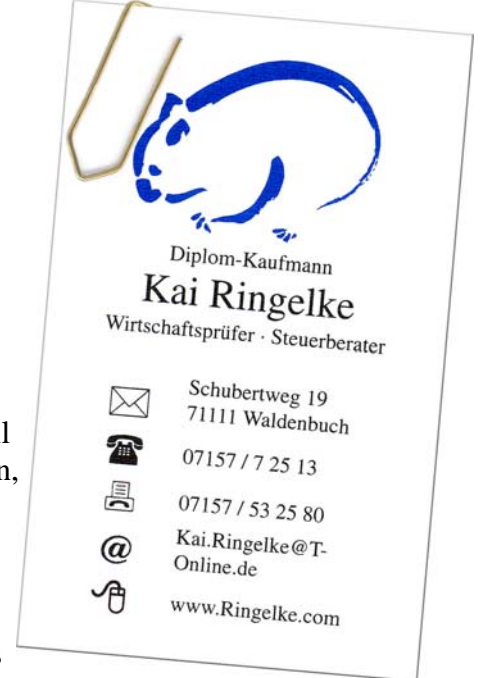 Diplom-Kaufmann
Kai Ringelke
Wirtschaftsprüfer · Steuerberater
Schubertweg 19
71111 Waldenbuch
07157 / 7 25 13
07157 / 53 25 80
@
Kai.Ringelke@T-
Online.de
www.Ringelke.com